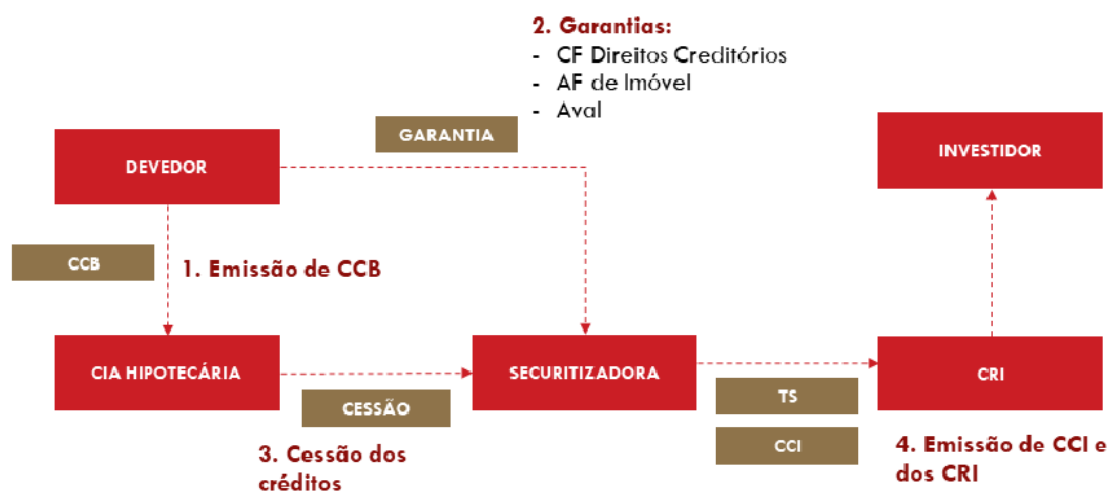 2. Garantias:
- CF Direitos Creditórios
- AF de Imóvel
- Aval
GARANTIA
DEVEDOR
INVESTIDOR
CCB
1. Emissão de CCB
CIA HIPOTECÁRIA
SECURITIZADORA
CRI
CESSÃO
TS
CCI
3. Cessão dos
créditos
4. Emissão de CCI e
dos CRI